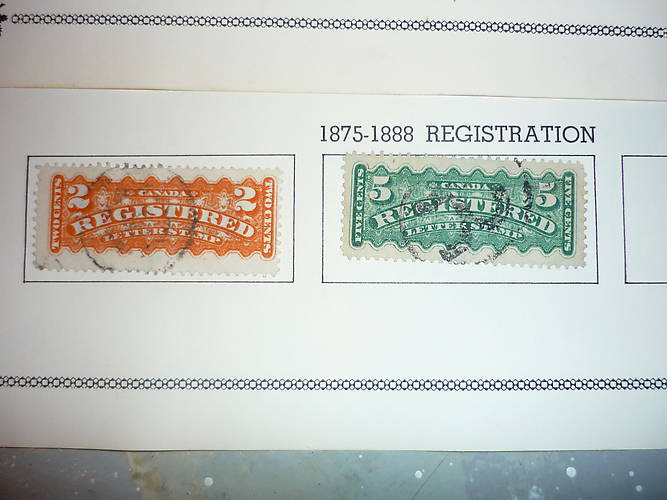 1875-1888 REGISTRATION
TWO CENTS
2
CANADA
2
REGISTERED
LETTER STAMP
TWO CENTS
FIVE CENTS
5
CANADA
5
REGISTERED
LETTER STAMP
FIVE CENTS